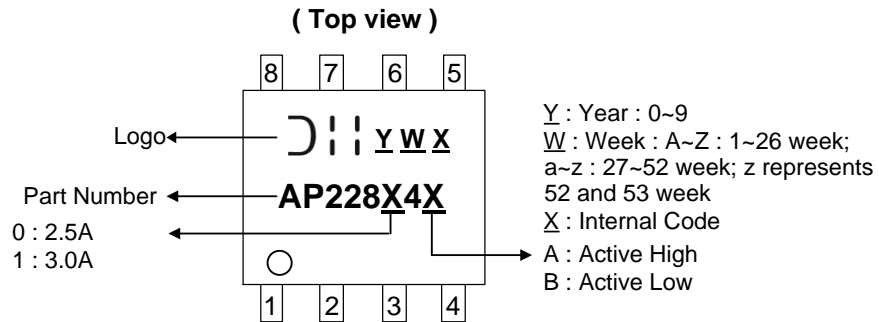 ( Top view )
8 7 6 5
Logo
Y W X
Part Number
AP228X4X
0 : 2.5A
1 : 3.0A
1 2 3 4
Y : Year : 0~9
W : Week : A~Z : 1~26 week;
a~z : 27~52 week; z represents
52 and 53 week
X : Internal Code
A : Active High
B : Active Low